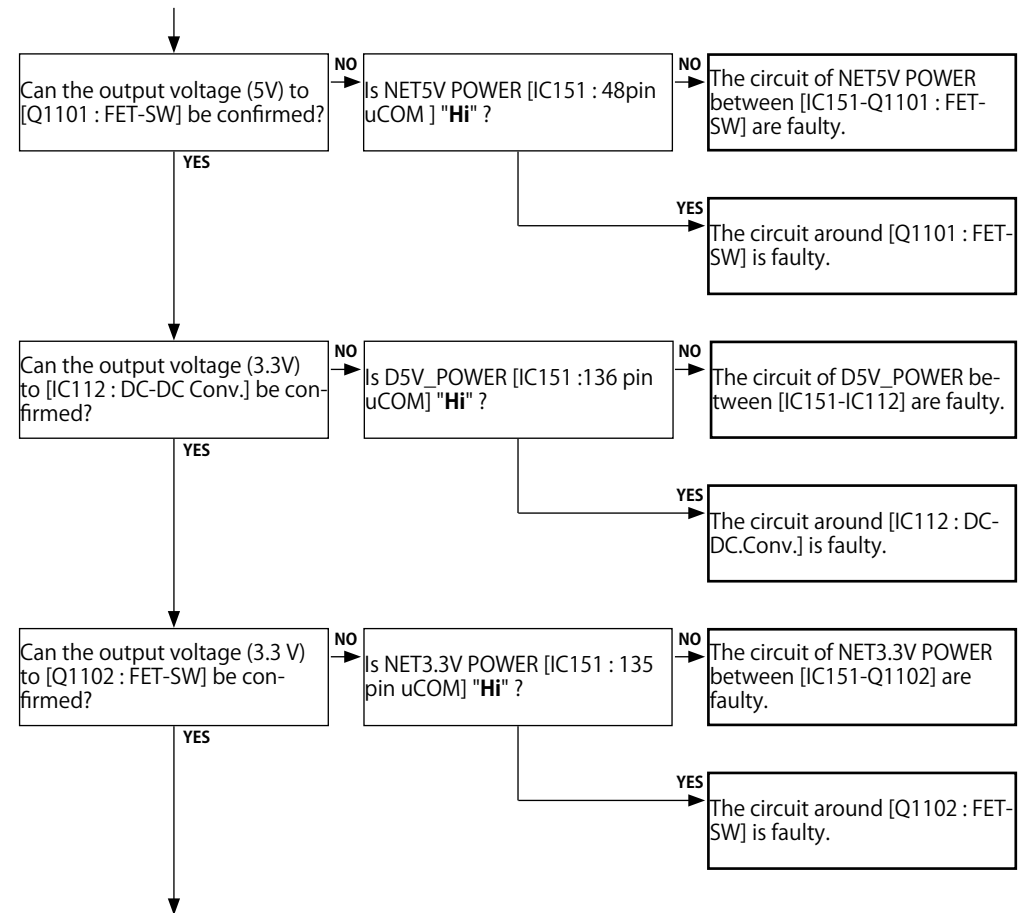 Can the output voltage (5V) to
[Q1101 : FET-SW] be confirmed?
NO
Is NET5V POWER [IC151 : 48pin
uCOM ] "Hi" ?
NO
The circuit of NET5V POWER
between [IC151-Q1101 : FET-
SW] are faulty.
YES
YES
The circuit around [Q1101 : FET-
SW] is faulty.
Can the output voltage (3.3V)
to [IC112 : DC-DC Conv.] be con-
firmed?
NO
Is D5V_POWER [IC151 :136 pin
uCOM] "Hi" ?
NO
The circuit of D5V_POWER be-
tween [IC151-IC112] are faulty.
YES
YES
The circuit around [IC112 : DC-
DC.Conv.] is faulty.
Can the output voltage (3.3 V)
to [Q1102 : FET-SW] be con-
firmed?
NO
Is NET3.3V POWER [IC151 : 135
pin uCOM] "Hi" ?
NO
The circuit of NET3.3V POWER
between [IC151-Q1102] are
faulty.
YES
YES
The circuit around [Q1102 : FET-
SW] is faulty.